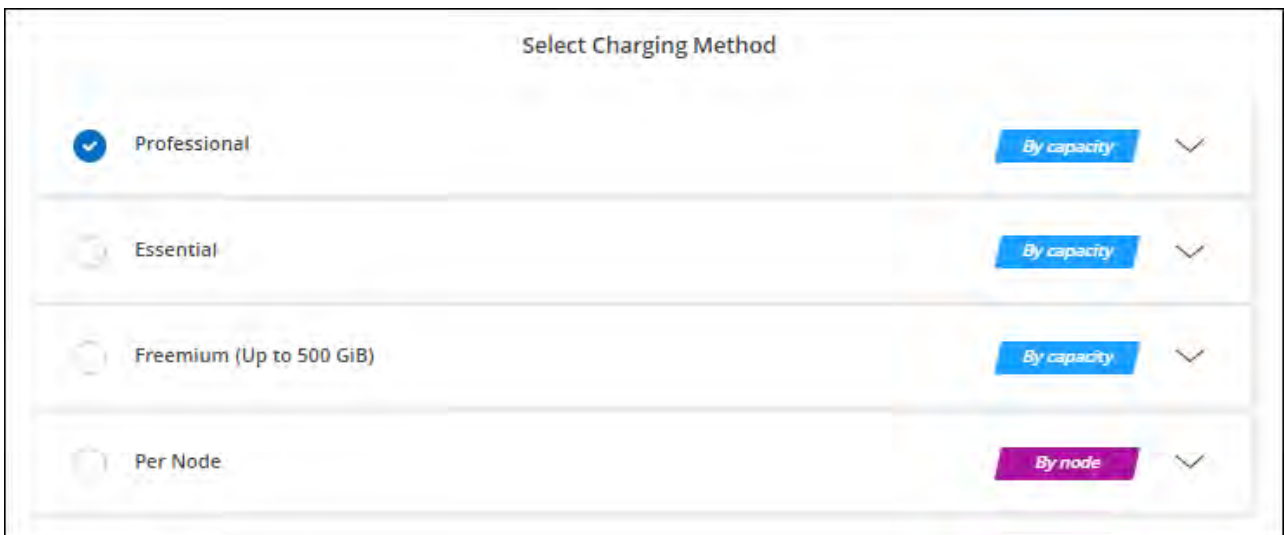 Select Charging Method
Professional By capacity
Essential By capacity
Freemium (Up to 500 GiB) By capacity
Per Node By node